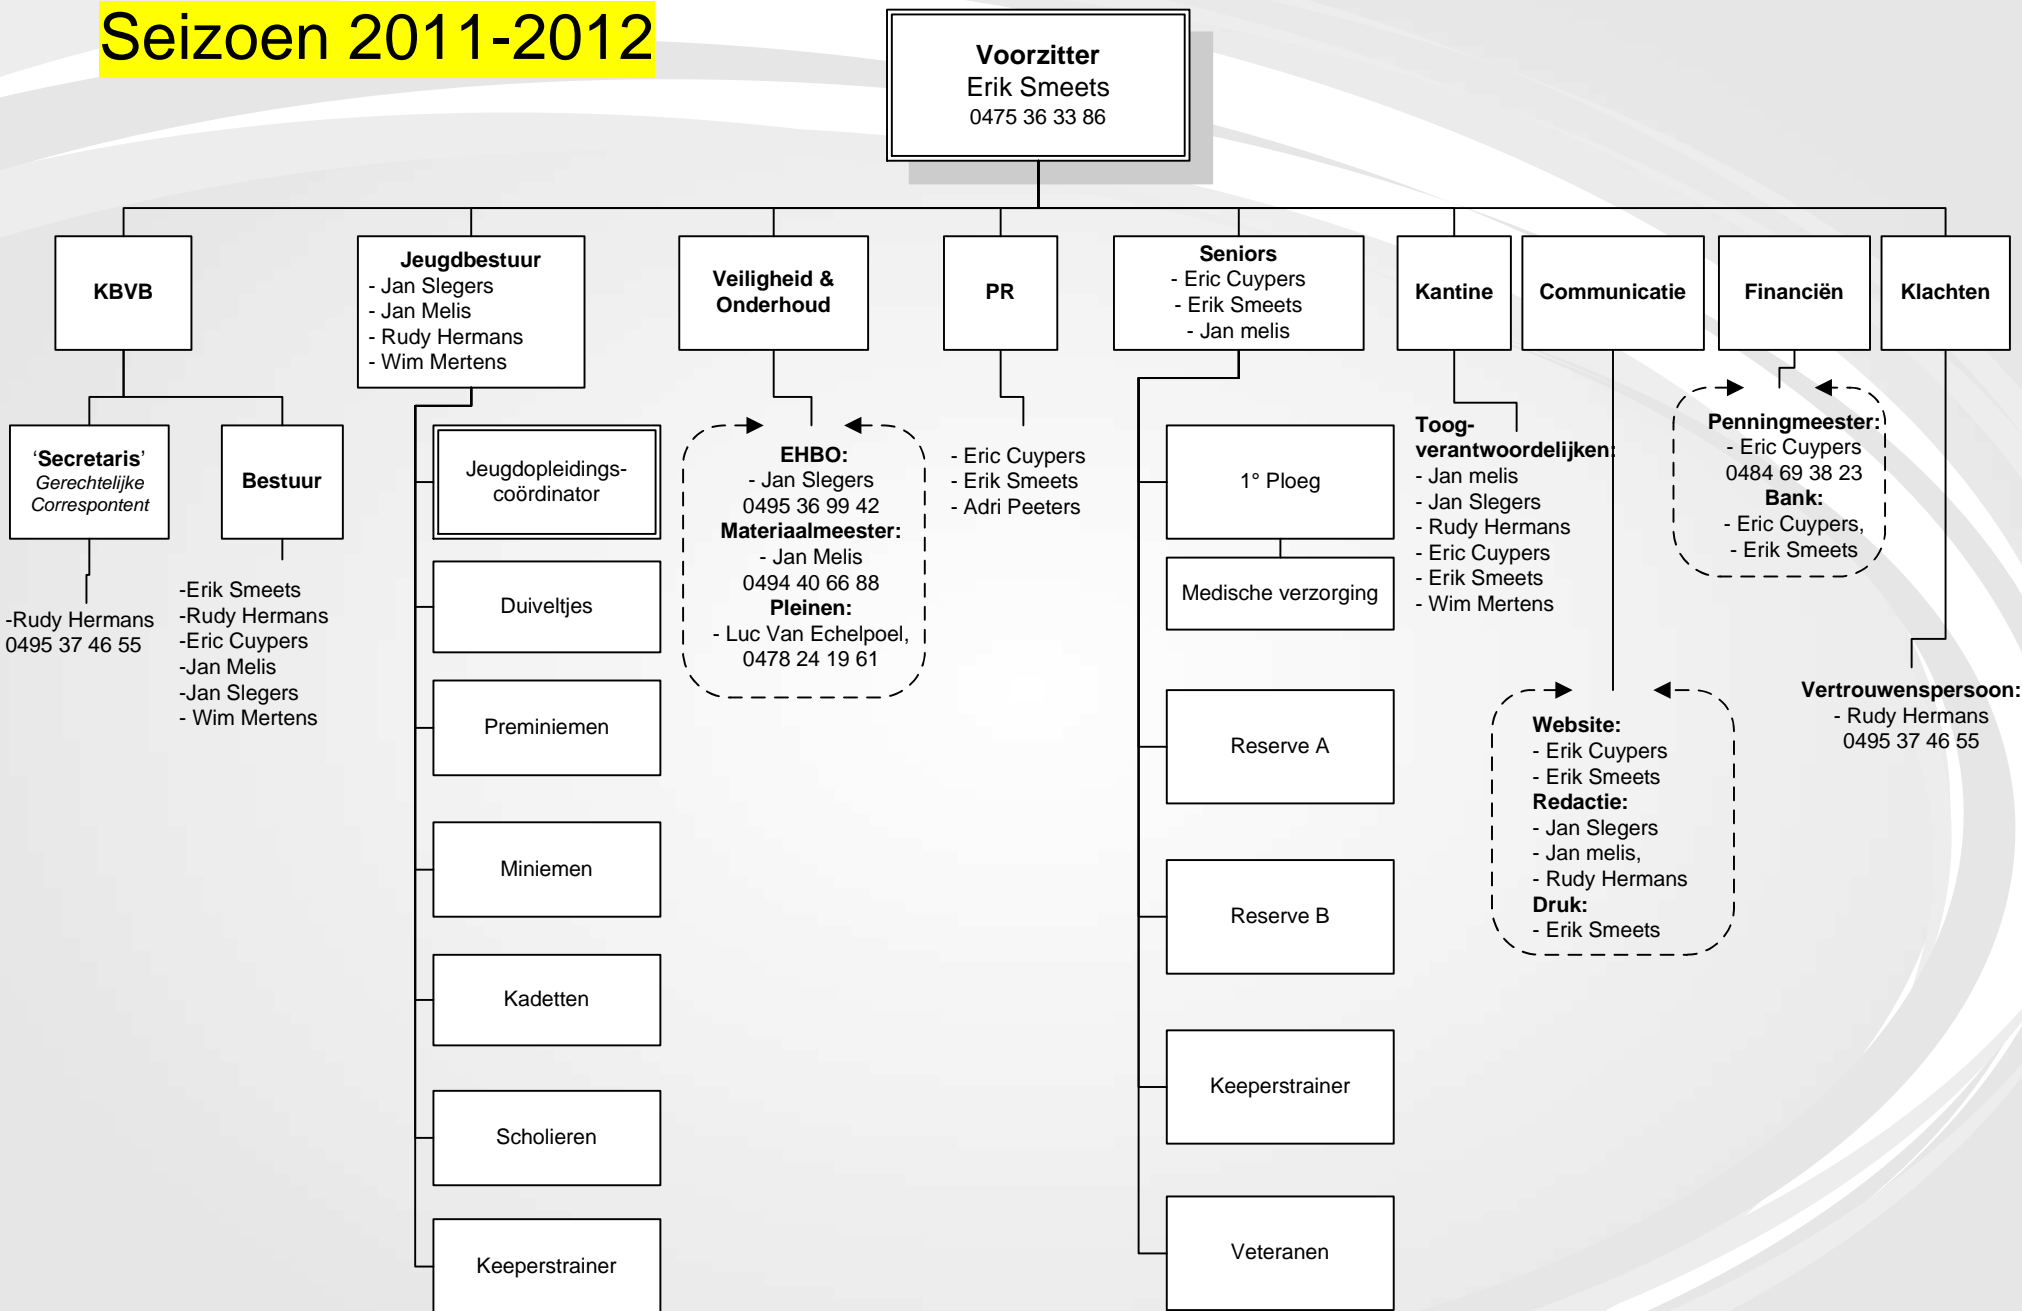 Seizoen 2011-2012
Voorzitter
Erik Smeets
0475 36 33 86
KBVB
Jeugdbestuur
- Jan Slegers
- Jan Melis
- Rudy Hermans
- Wim Mertens
Veiligheid &
Onderhoud
PR
Seniors
- Eric Cuypers
- Erik Smeets
- Jan melis
Kantine
Communicatie
Financiën
Klachten
‘Secretaris’
Gerechtelijke
Correspontent
Bestuur
-Rudy Hermans
0495 37 46 55
-Erik Smeets
-Rudy Hermans
-Eric Cuypers
-Jan Melis
-Jan Slegers
- Wim Mertens
Jeugdopleidings-
coördinator
Duiveltjes
Preminiemen
Miniemen
Kadetten
Scholieren
Keeperstrainer
EHBO:
- Jan Slegers
0495 36 99 42
Materiaalmeester:
- Jan Melis
0494 40 66 88
Pleinen:
- Luc Van Echelpoel,
0478 24 19 61
- Eric Cuypers
- Erik Smeets
- Adri Peeters
1° Ploeg
Medische verzorging
Reserve A
Reserve B
Keeperstrainer
Veteranen
Toog-
verantwoordelijken:
- Jan melis
- Jan Slegers
- Rudy Hermans
- Eric Cuypers
- Erik Smeets
- Wim Mertens
Website:
- Erik Cuypers
- Erik Smeets
Redactie:
- Jan Slegers
- Jan melis,
- Rudy Hermans
Druk:
- Erik Smeets
Penningmeester:
- Eric Cuypers
0484 69 38 23
Bank:
- Eric Cuypers,
- Erik Smeets
Vertrouwenspersoon:
- Rudy Hermans
0495 37 46 55